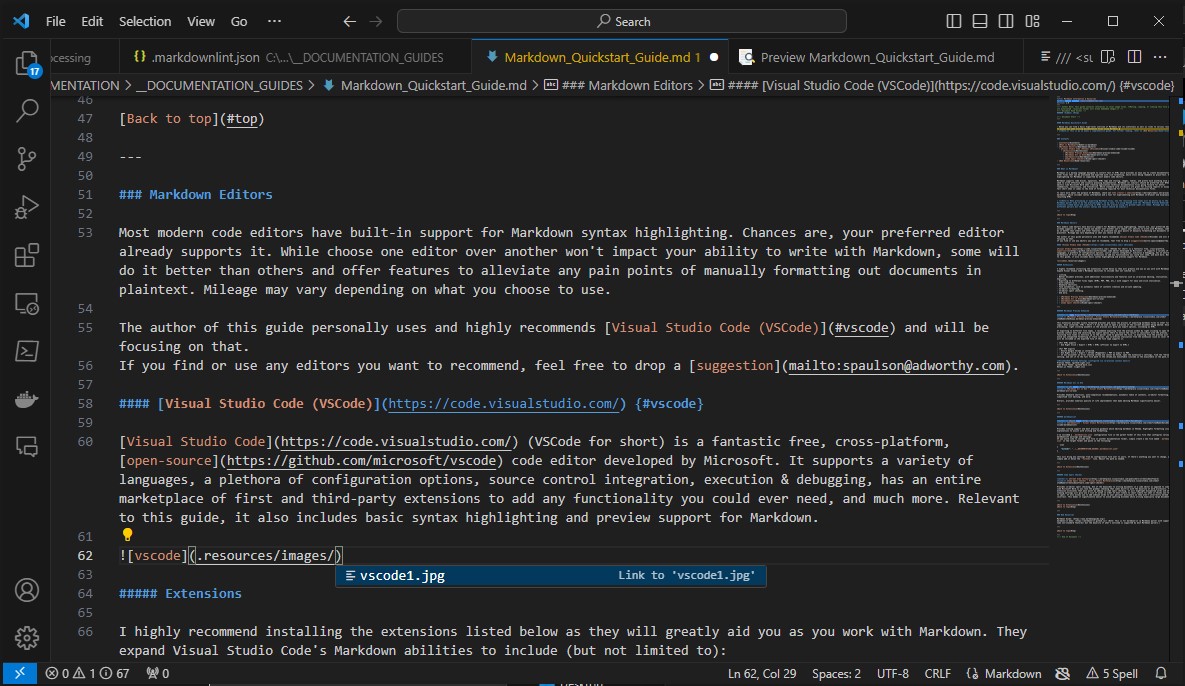 File Edit Selection View Go ··· Search
17
cessing
{} .markdownlint.json C:\...\__DOCUMENTATION_GUIDES
Markdown_Quickstart_Guide.md 1
Preview Markdown_Quickstart_Guide.md
/// <su
MENTATION > __DOCUMENTATION_GUIDES > Markdown_Quickstart_Guide.md > ### Markdown Editors > #### [Visual Studio Code (VSCode)](https://code.visualstudio.com/) {#vscode}
46
47 [Back to top](#top)
48
49 ---
50
51 ### Markdown Editors
52
53 Most modern code editors have built-in support for Markdown syntax highlighting. Chances are, your preferred editor
already supports it. While choosing one editor over another won't impact your ability to write with Markdown, some will
do it better than others and offer features to alleviate any pain points of manually formatting out documents in
plaintext. Mileage may vary depending on what you choose to use.
54
55 The author of this guide personally uses and highly recommends [Visual Studio Code (VSCode)](#vscode) and will be
focusing on that.
56 If you find or use any editors you want to recommend, feel free to drop a [suggestion](mailto:spaulson@adworthy.com).
57
58 #### [Visual Studio Code (VSCode)](https://code.visualstudio.com/) {#vscode}
59
60 [Visual Studio Code](https://code.visualstudio.com/) (VSCode for short) is a fantastic free, cross-platform,
[open-source](https://github.com/microsoft/vscode) code editor developed by Microsoft. It supports a variety of
languages, a plethora of configuration options, source control integration, execution & debugging, has an entire
marketplace of first and third-party extensions to add any functionality you could ever need, and much more. Relevant
to this guide, it also includes basic syntax highlighting and preview support for Markdown.
61
62 ![vscode](.resources/images/)
vscode1.jpg Link to 'vscode1.jpg'
63
64 ##### Extensions
65
66 I highly recommend installing the extensions listed below as they will greatly aid you as you work with Markdown. They
expand Visual Studio Code's Markdown abilities to include (but not limited to):
0 1 67 0 Ln 62, Col 29 Spaces: 2 UTF-8 CRLF {} Markdown 5 Spell